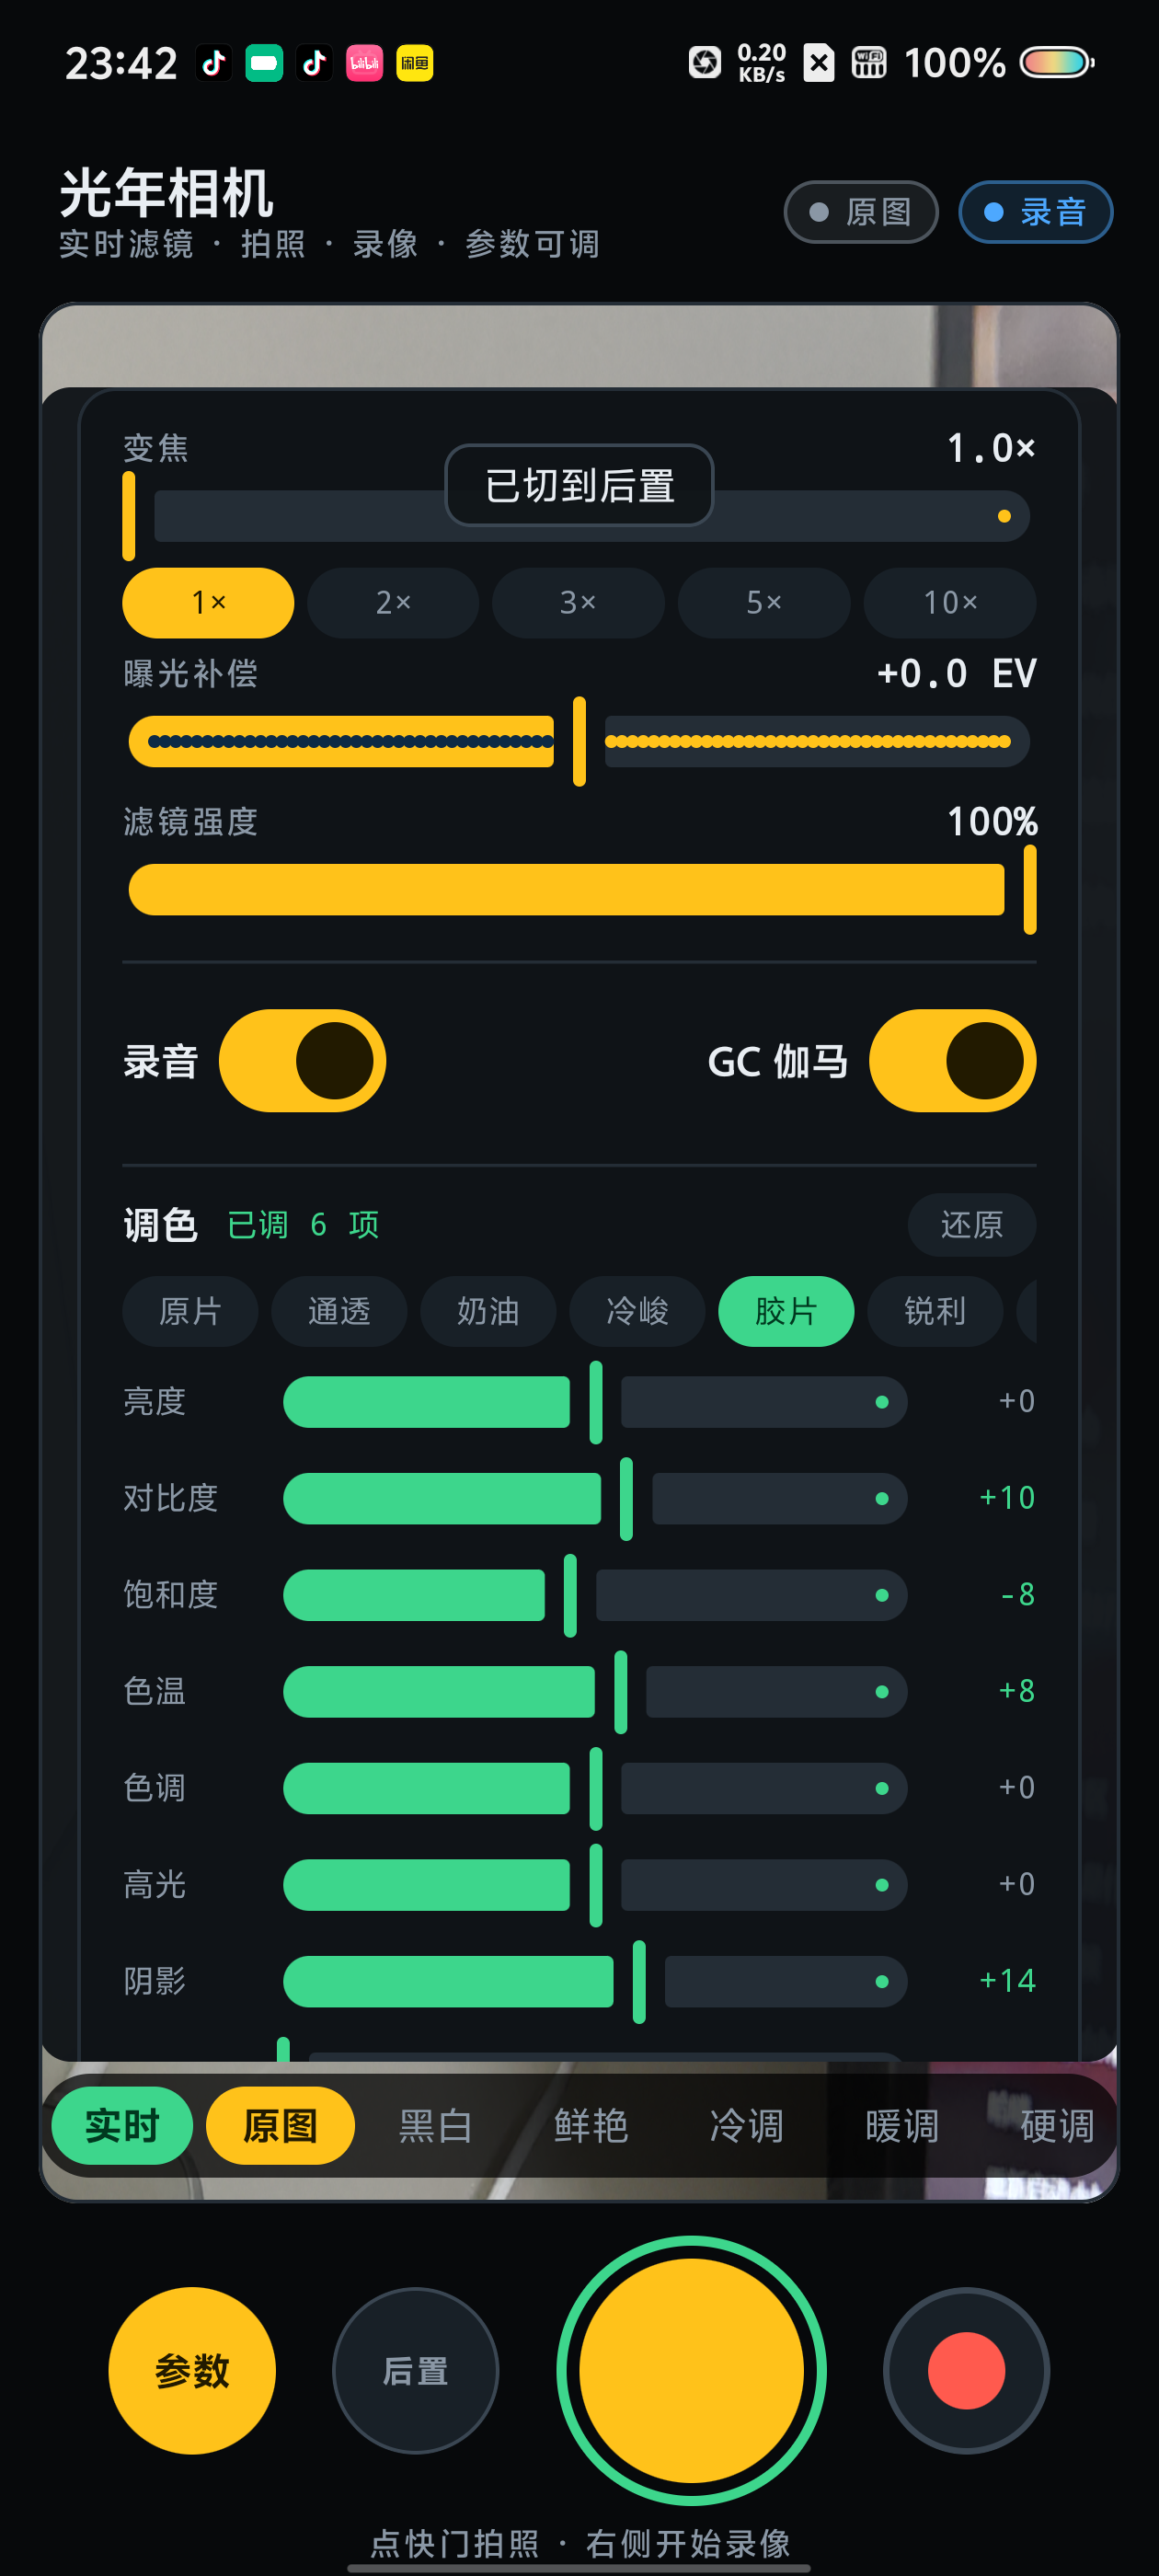 23:42
0.20
KB/s
100%
光年相机
实时滤镜 · 拍照 · 录像 · 参数可调
原图
录音
变焦
1.0×
已切到后置
1×
2×
3×
5×
10×
曝光补偿
+0.0 EV
滤镜强度
100%
录音
GC 伽马
调色
已调 6 项
还原
原片
通透
奶油
冷峻
胶片
锐利
亮度
+0
对比度
+10
饱和度
-8
色温
+8
色调
+0
高光
+0
阴影
+14
实时
原图
黑白
鲜艳
冷调
暖调
硬调
参数
后置
点快门拍照 · 右侧开始录像